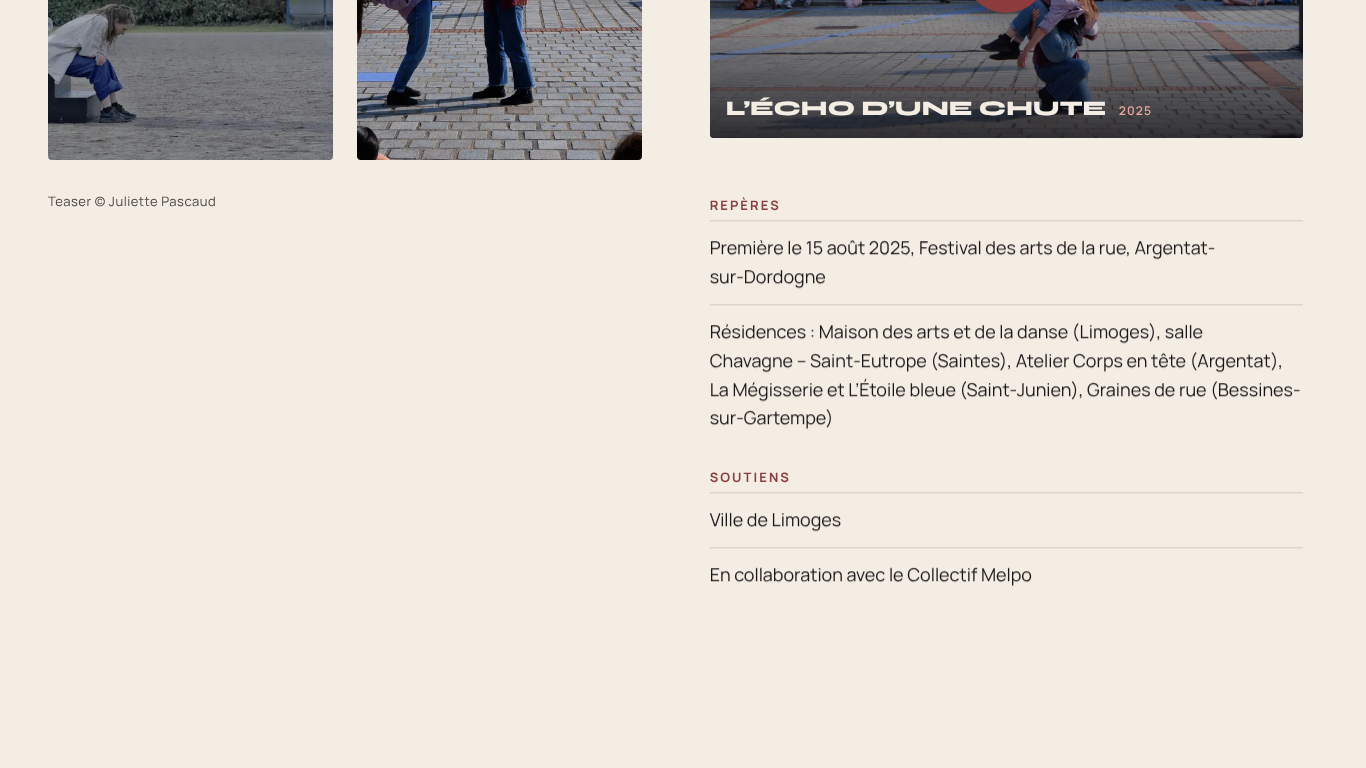 L'ÉCHO D'UNE CHUTE 2025
Teaser © Juliette Pascaud
REPÈRES
Première le 15 août 2025, Festival des arts de la rue, Argentat-
sur-Dordogne
Résidences : Maison des arts et de la danse (Limoges), salle
Chavagne – Saint-Eutrope (Saintes), Atelier Corps en tête (Argentat),
La Mégisserie et L'Étoile bleue (Saint-Junien), Graines de rue (Bessines-
sur-Gartempe)
SOUTIENS
Ville de Limoges
En collaboration avec le Collectif Melpo